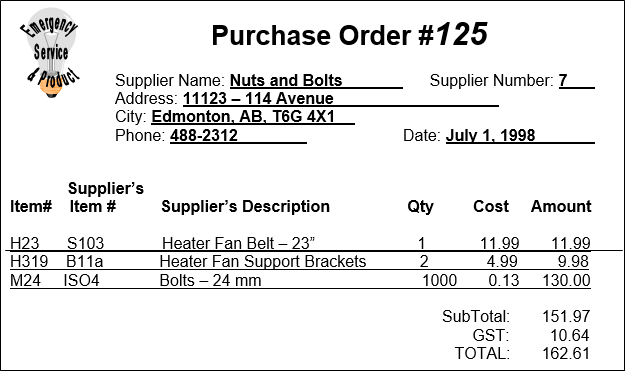 Emergency
Service
& Product
Purchase Order #125
Supplier Name: Nuts and Bolts Supplier Number: 7
Address: 11123 – 114 Avenue
City: Edmonton, AB, T6G 4X1
Phone: 488-2312 Date: July 1, 1998
Supplier’s
Item# Item # Supplier’s Description Qty Cost Amount
H23 S103 Heater Fan Belt – 23” 1 11.99 11.99
H319 B11a Heater Fan Support Brackets 2 4.99 9.98
M24 ISO4 Bolts – 24 mm 1000 0.13 130.00
SubTotal: 151.97
GST: 10.64
TOTAL: 162.61